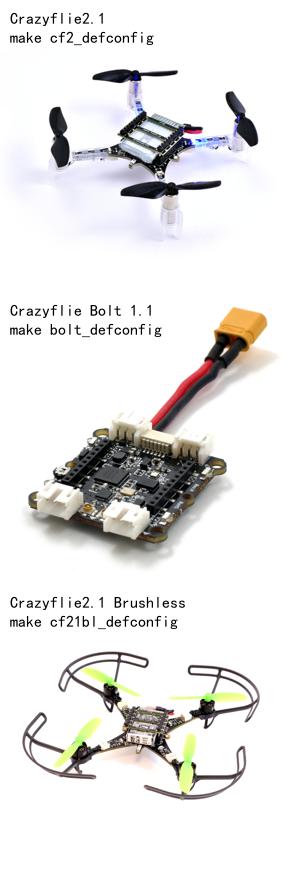 Crazyflie2.1
make cf2_defconfig
Crazyflie Bolt 1.1
make bolt_defconfig
Crazyflie2.1 Brushless
make cf21bl_defconfig